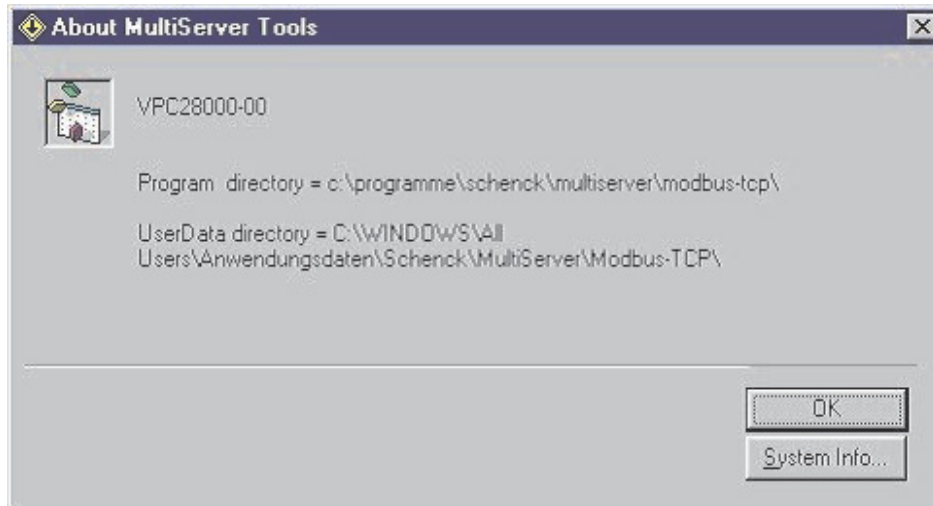 About MultiServer Tools
VPC28000-00
Program directory = c:\programme\schenck\multiserver\modbus-tcp\
UserData directory = C:\WINDOWS\All
Users\Anwendungsdaten\Schenck\MultiServer\Modbus-TCP\
OK
System Info...